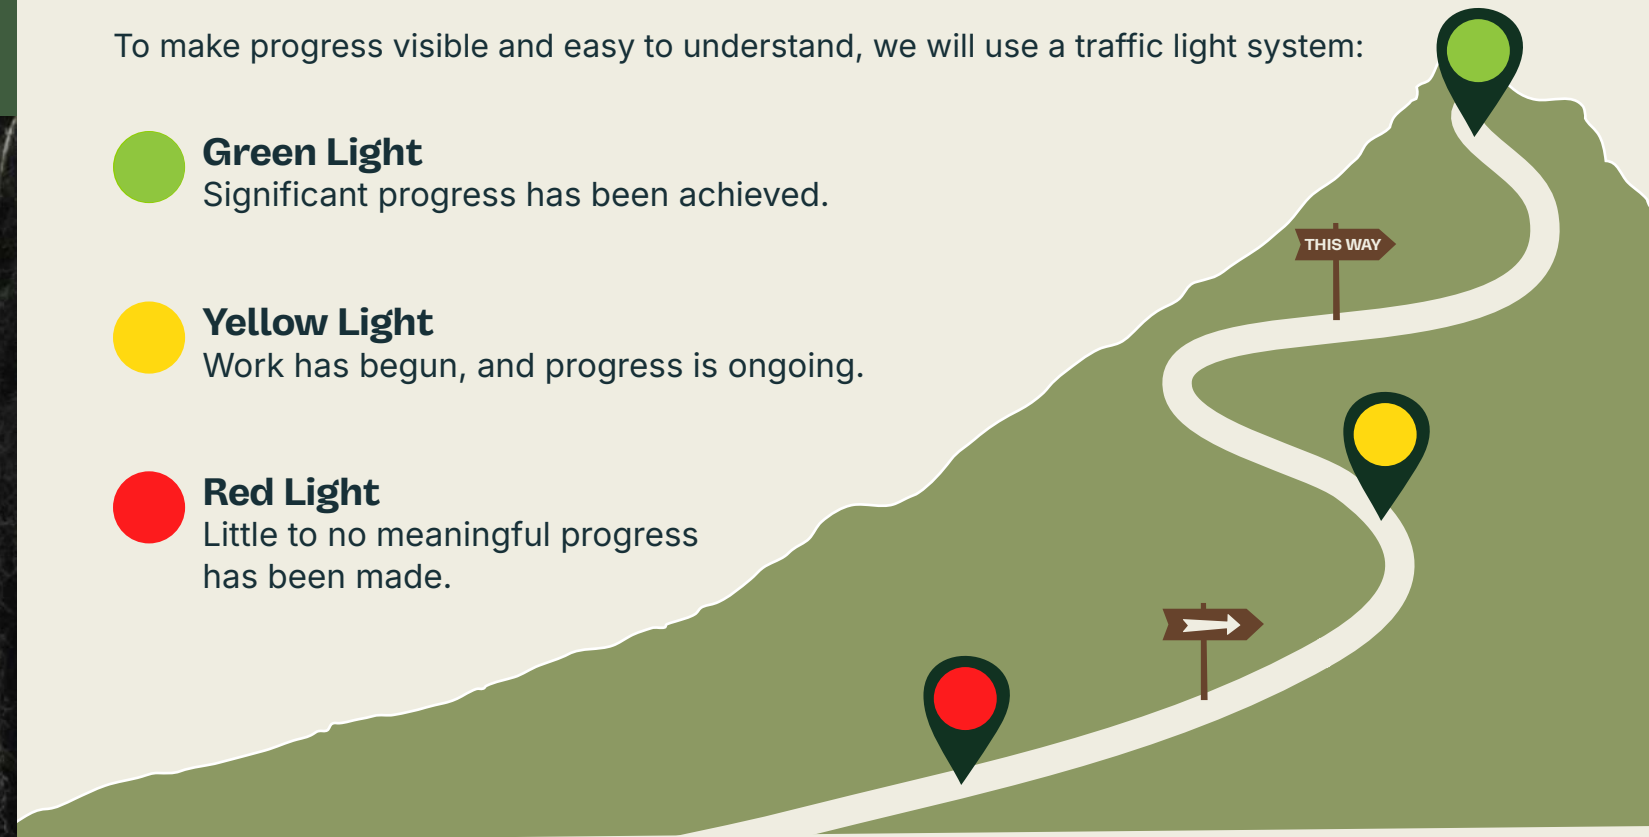 To make progress visible and easy to understand, we will use a traffic light system:
Green Light
Significant progress has been achieved.
Yellow Light
Work has begun, and progress is ongoing.
Red Light
Little to no meaningful progress
has been made.
THIS WAY